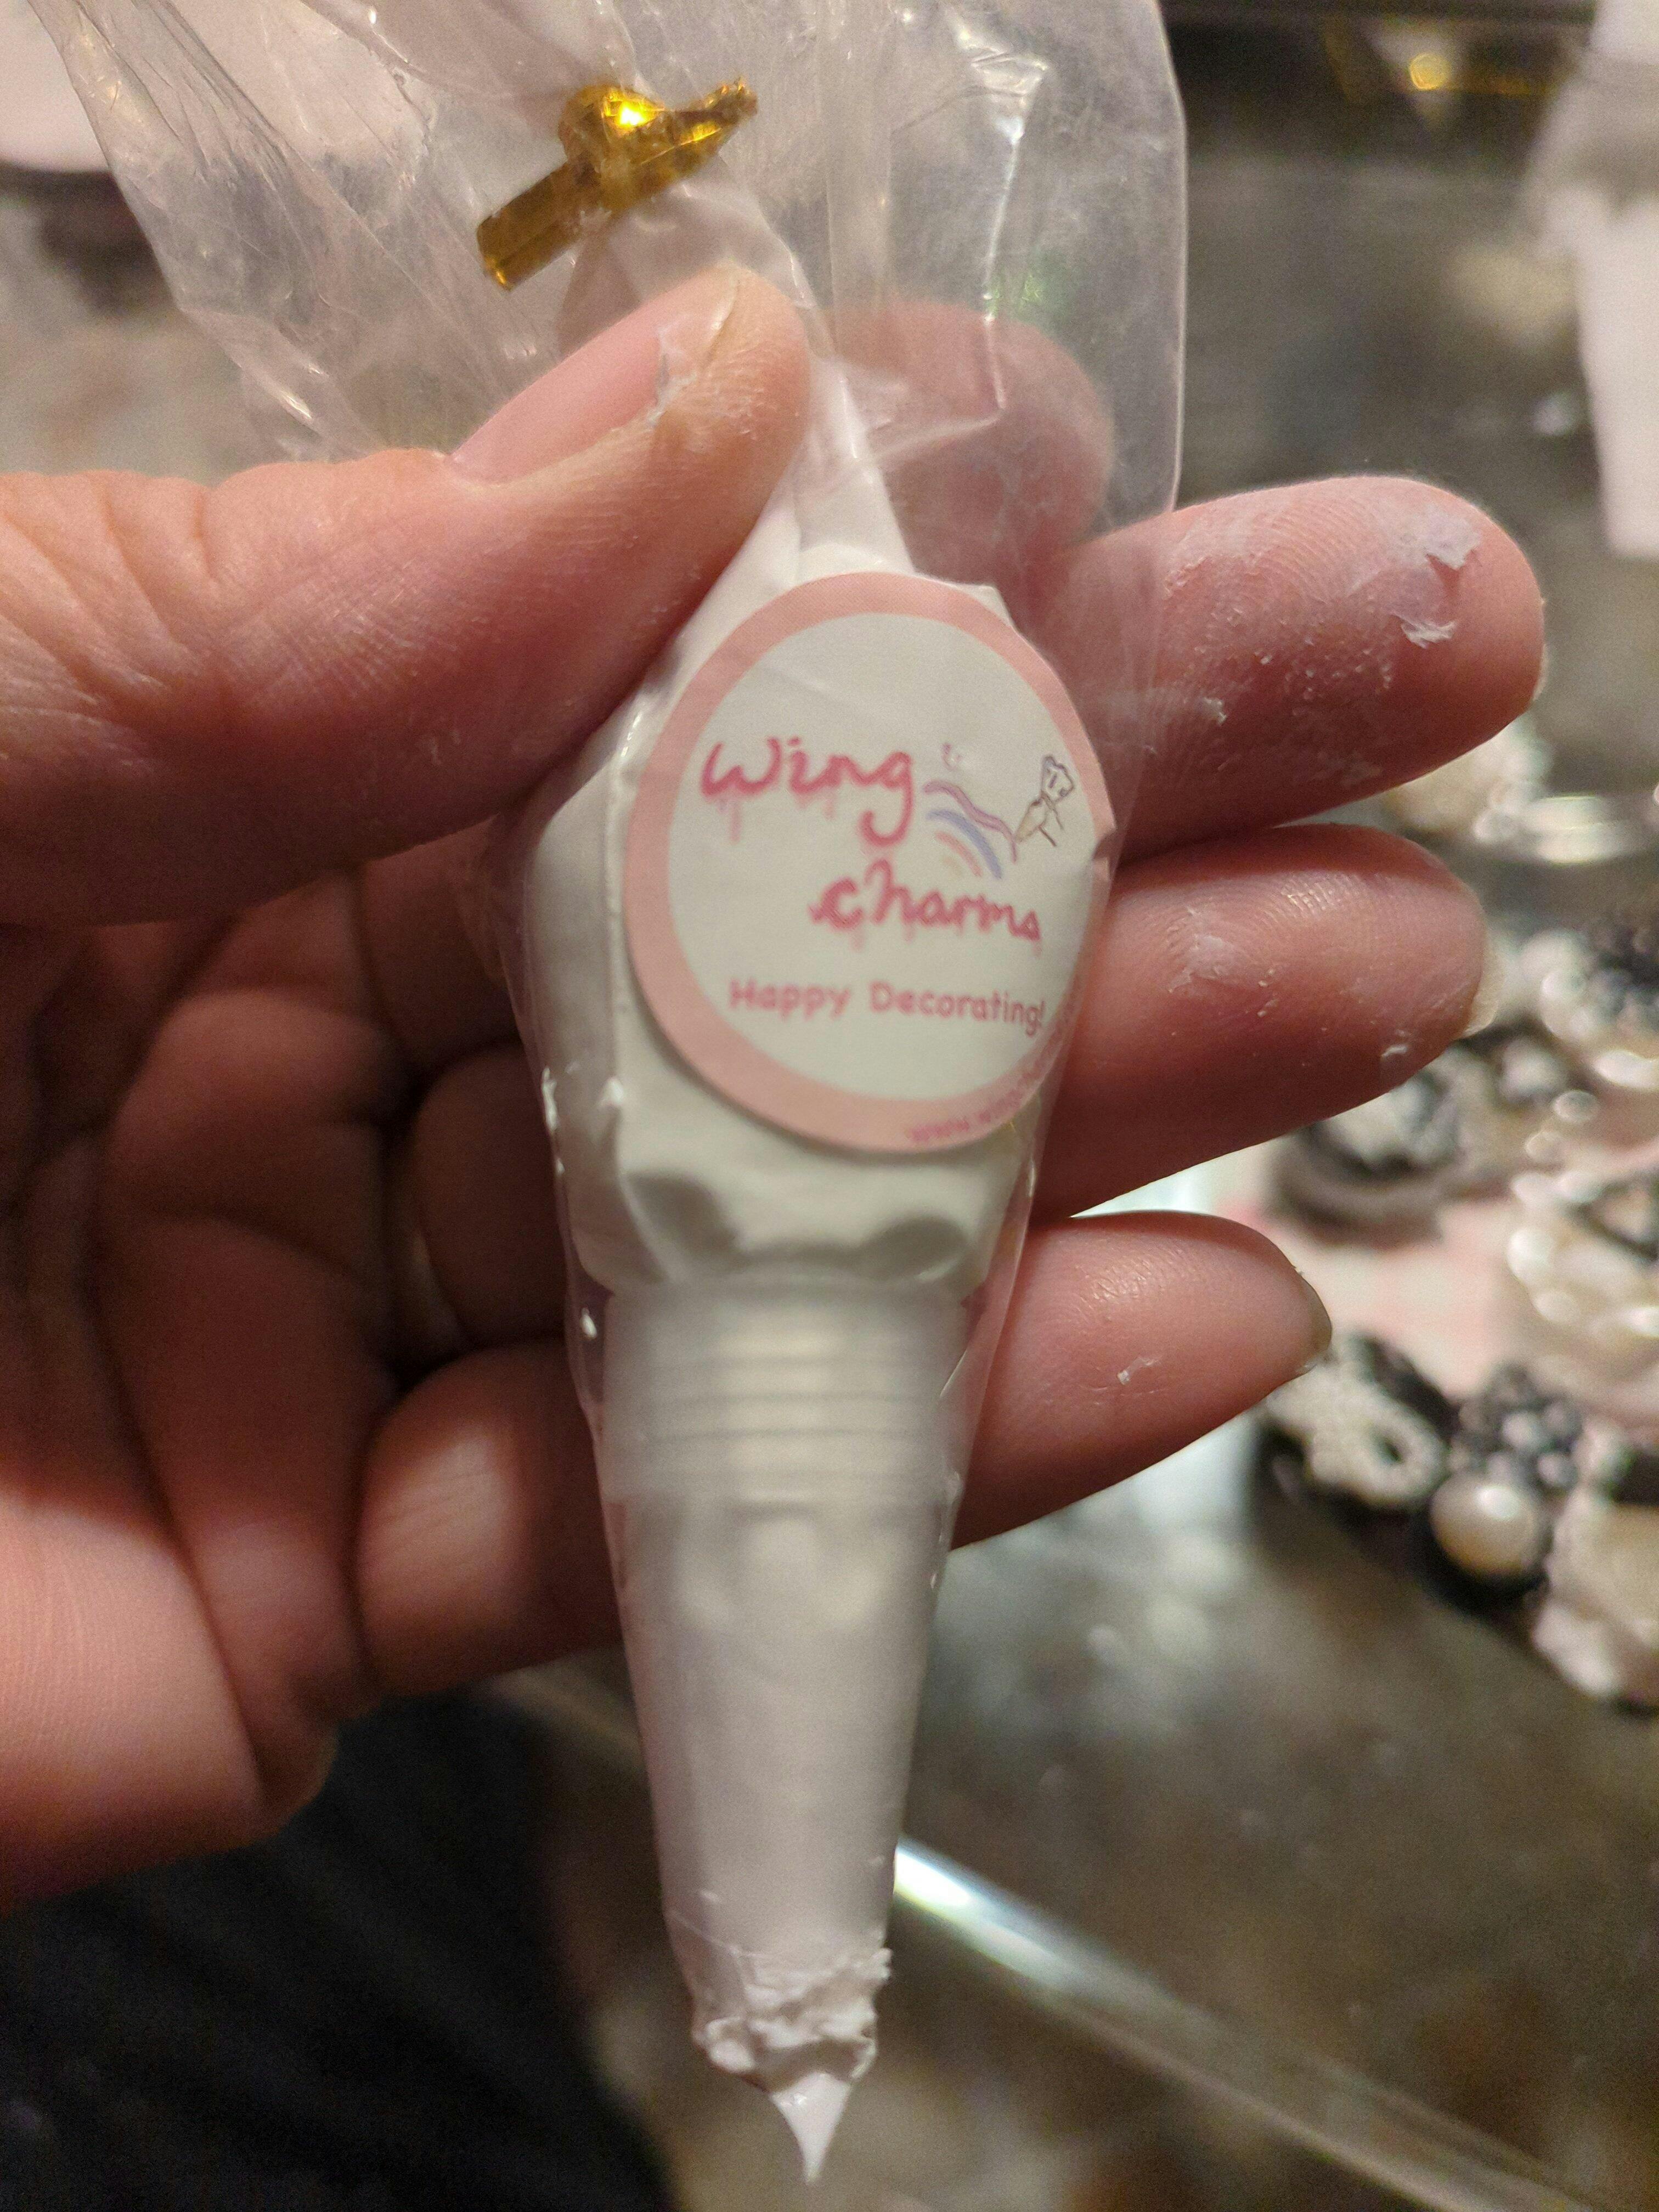 Wing
charms
Happy Decorating!